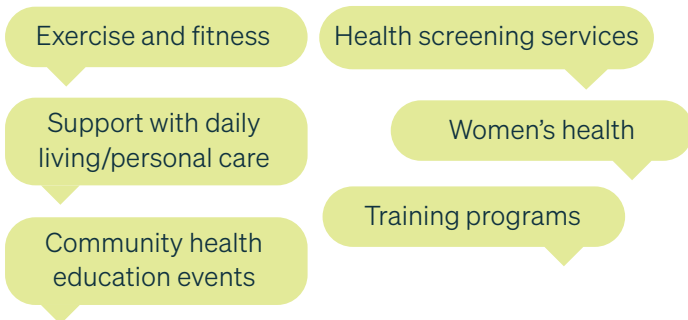 Exercise and fitness
Health screening services
Support with daily
living/personal care
Women’s health
Training programs
Community health
education events